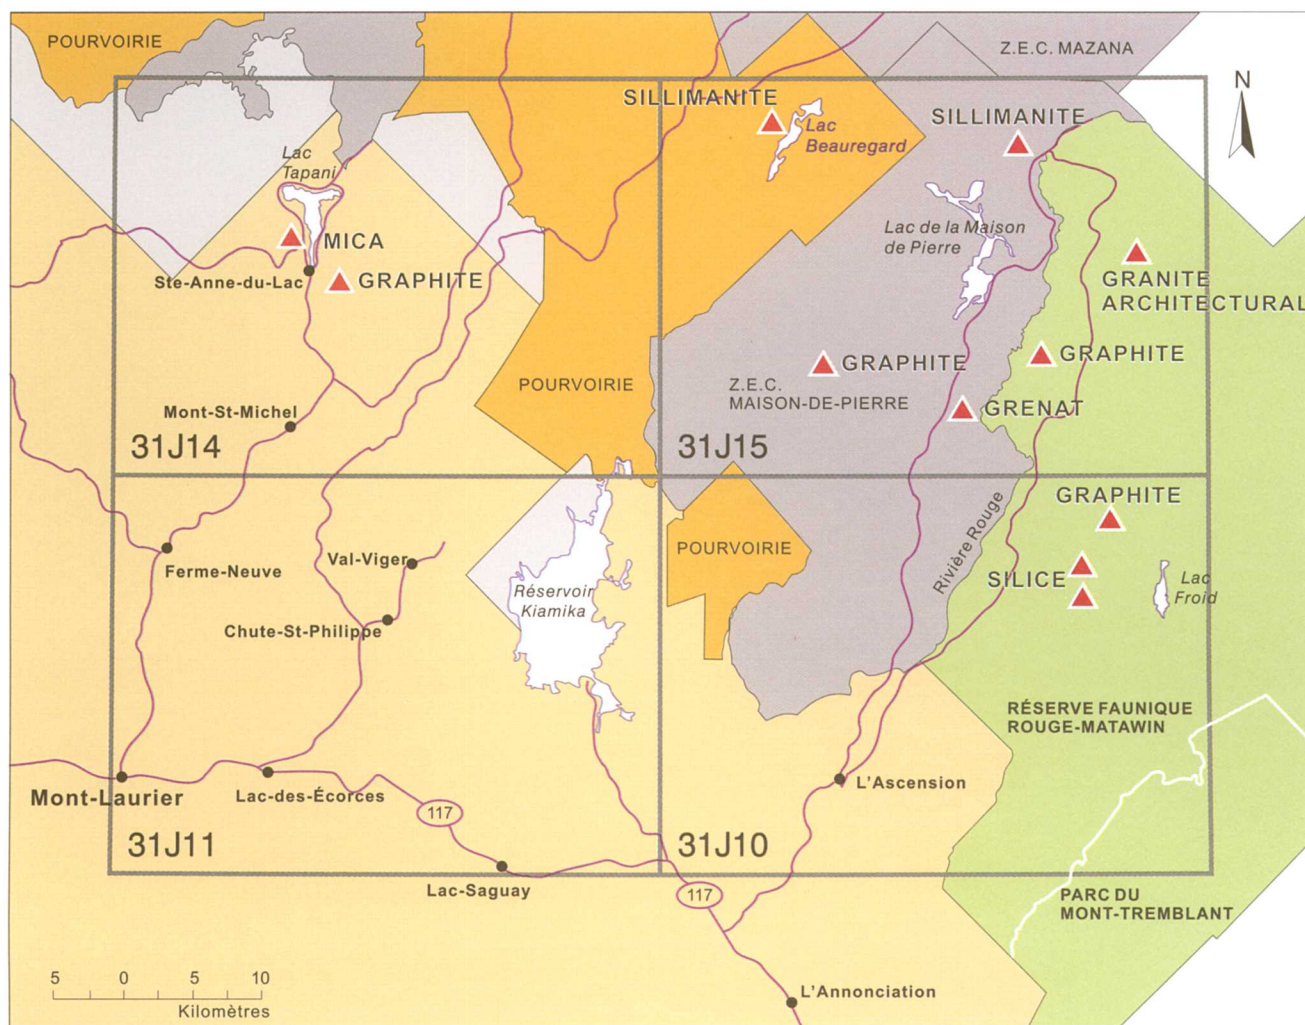 POURVOIRIE
Z.E.C. MAZANA
N
SILLIMANITE
SILLIMANITE
Lac
Beauregard
Lac
Tapani
Lac de la Maison
de Pierre
MICA
Ste-Anne-du-Lac
GRAPHITE
GRANITE
ARCHITECTURAL
GRAPHITE
GRAPHITE
POURVOIRIE
Z.E.C.
MAISON-DE-PIERRE
GRENAT
Mont-St-Michel
31J14
31J15
GRAPHITE
Rivière Rouge
POURVOIRIE
Val-Viger
Ferme-Neuve
SILICE
Lac
Froid
Réservoir
Kiamika
Chute-St-Philippe
RÉSERVE FAUNIQUE
ROUGE-MATAWIN
Mont-Laurier
Lac-des-Écorces
L'Ascension
117
31J11
31J10
Lac-Saguay
117
PARC DU
MONT-TREMBLANT
5 0 5 10
Kilomètres
L'Annonciation